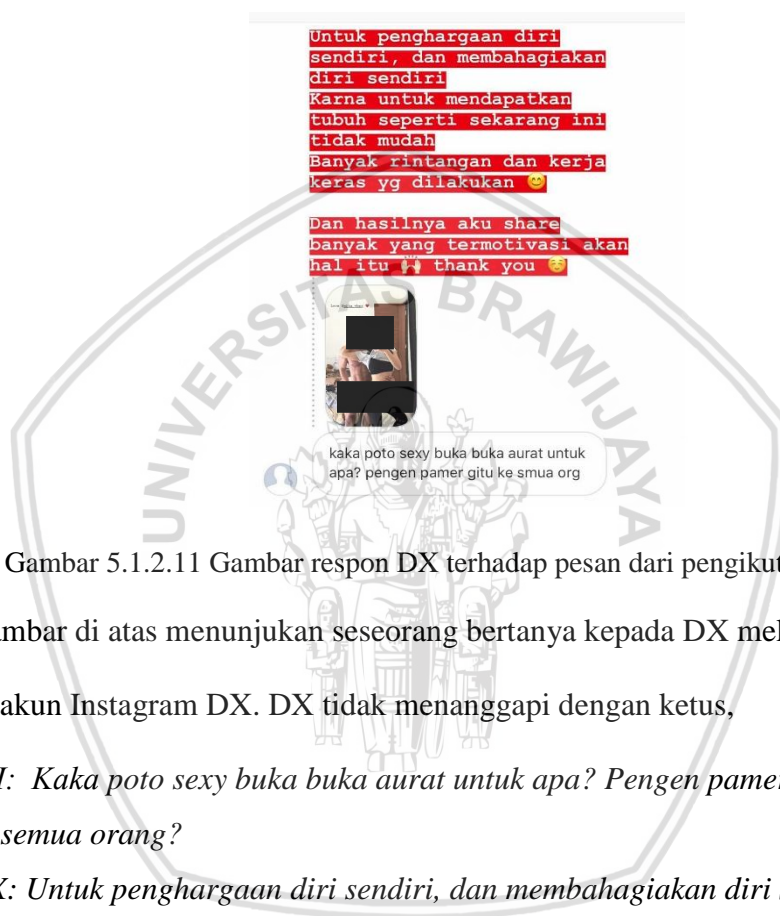 Untuk penghargaan diri
sendiri, dan membahagiakan
diri sendiri
Karna untuk mendapatkan
tubuh seperti sekarang ini
tidak mudah
Banyak rintangan dan kerja
keras yg dilakukan 😊
Dan hasilnya aku share
banyak yang termotivasi akan
hal itu 🙌🏻 thank you ☺️
kaka poto sexy buka buka aurat untuk
apa? pengen pamer gitu ke smua org
UNIVERSITAS BRAWIJAYA
Gambar 5.1.2.11 Gambar respon DX terhadap pesan dari pengikut
ambar di atas menunjukan seseorang bertanya kepada DX
akun Instagram DX. DX tidak menanggapi dengan ketus,
I: Kaka poto sexy buka buka aurat untuk apa? Pengen pamer
semua orang?
X: Untuk penghargaan diri sendiri, dan membahagiakan diri